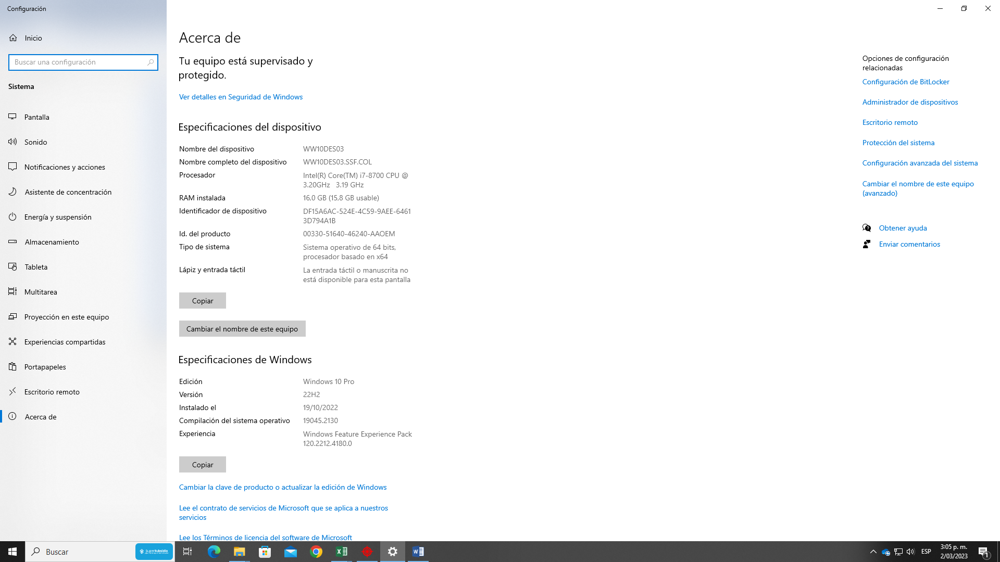 Configuración
Inicio
Buscar una configuración
Sistema
Pantalla
Sonido
Notificaciones y acciones
Asistente de concentración
Energía y suspensión
Almacenamiento
Tableta
Multitarea
Proyección en este equipo
Experiencias compartidas
Portapapeles
Escritorio remoto
Acerca de
Acerca de
Tu equipo está supervisado y
protegido.
Ver detalles en Seguridad de Windows
Especificaciones del dispositivo
Nombre del dispositivo WW10DES03
Nombre completo del dispositivo WW10DES03.SSF.COL
Procesador Intel(R) Core(TM) i7-8700 CPU @
3.20GHz 3.19 GHz
RAM instalada 16,0 GB (15,8 GB usable)
Identificador de dispositivo DF15A6AC-524E-4C59-9AEE-6461
3D794A1B
Id. del producto 00330-51640-46240-AAOEM
Tipo de sistema Sistema operativo de 64 bits,
procesador basado en x64
Lápiz y entrada táctil La entrada táctil o manuscrita no
está disponible para esta pantalla
Copiar
Cambiar el nombre de este equipo
Especificaciones de Windows
Edición Windows 10 Pro
Versión 22H2
Instalado el 19/10/2022
Compilación del sistema operativo 19045.2130
Experiencia Windows Feature Experience Pack
120.2212.4180.0
Copiar
Cambiar la clave de producto o actualizar la edición de Windows
Lee el contrato de servicios de Microsoft que se aplica a nuestros
servicios
Lee los Términos de licencia del software de Microsoft
Opciones de configuración
relacionadas
Configuración de BitLocker
Administrador de dispositivos
Escritorio remoto
Protección del sistema
Configuración avanzada del sistema
Cambiar el nombre de este equipo
(avanzado)
Obtener ayuda
Enviar comentarios
Buscar
SuperSubsidio
ESP
3:05 p. m.
2/03/2023
1